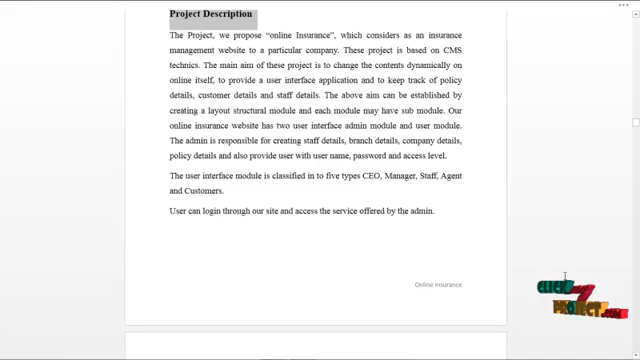 Project Description
The Project, we propose “online Insurance”, which considers as an insurance
management website to a particular company. These project is based on CMS
technics. The main aim of these project is to change the contents dynamically on
online itself, to provide a user interface application and to keep track of policy
details, customer details and staff details. The above aim can be established by
creating a layout structural module and each module may have sub module. Our
online insurance website has two user interface admin module and user module.
The admin is responsible for creating staff details, branch details, company details,
policy details and also provide user with user name, password and access level.
The user interface module is classified in to five types CEO, Manager, Staff, Agent
and Customers.
User can login through our site and access the service offered by the admin.
Online Insurance
CLICK MY
PROJECT.COM